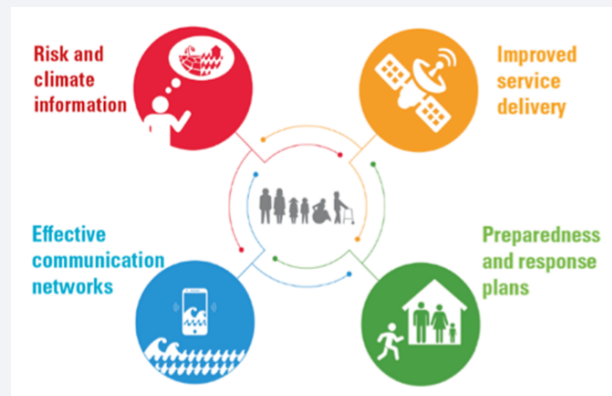 Risk and
climate
information
Improved
service
delivery
Effective
communication
networks
Preparedness
and response
plans